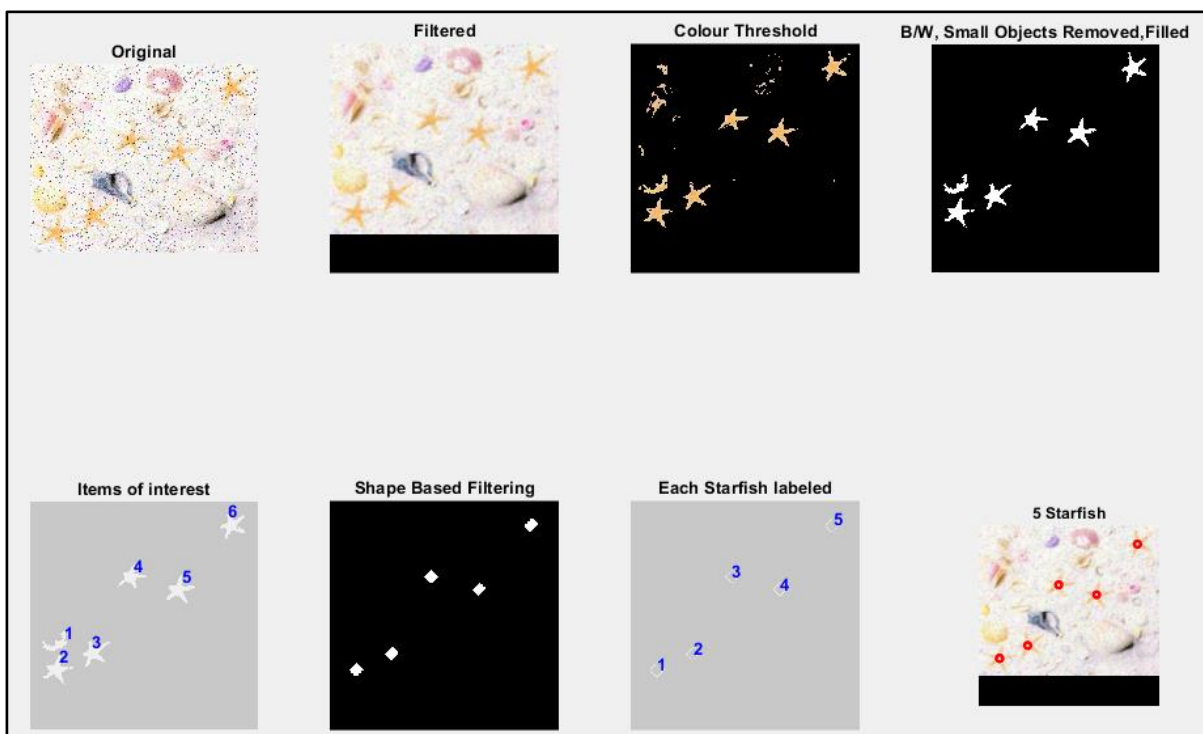 Original
Filtered
Colour Threshold
B/W, Small Objects Removed,Filled
Items of interest
6
4
5
1
3
2
Shape Based Filtering
Each Starfish labeled
5
3
4
2
1
5 Starfish